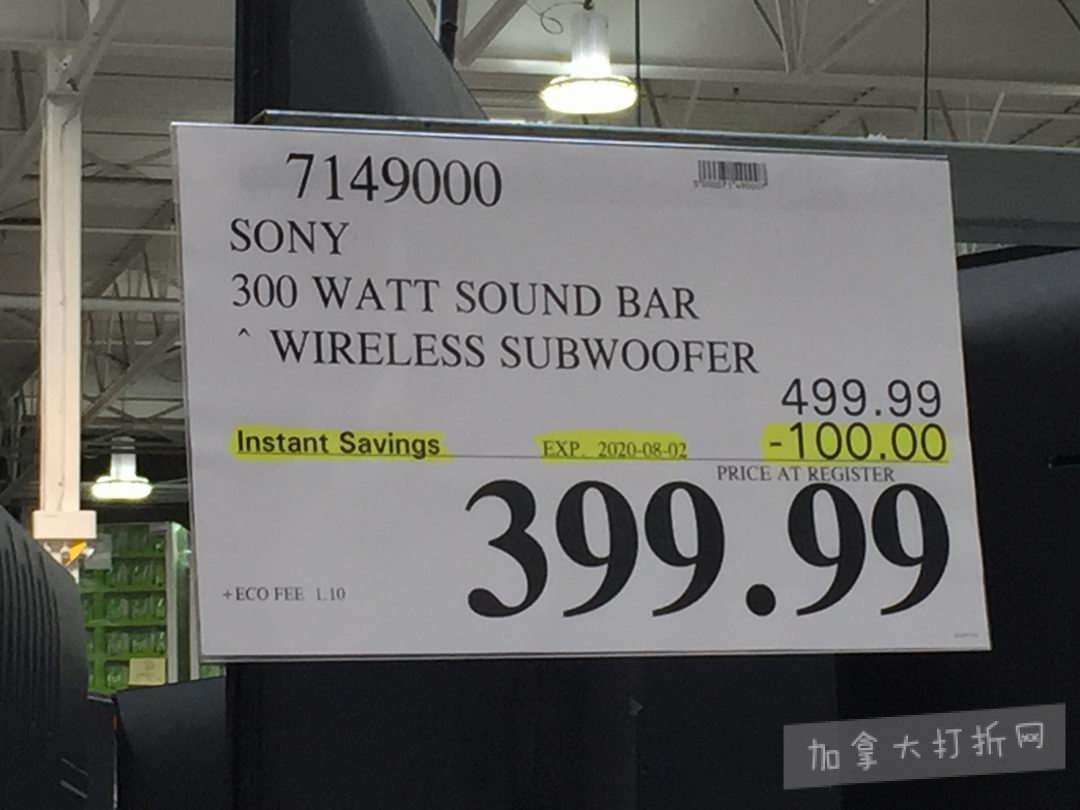 7149000
SONY
300 WATT SOUND BAR
^ WIRELESS SUBWOOFER
499.99
Instant Savings EXP. 2020-08-02 -100.00
PRICE AT REGISTER
399.99
+ECO FEE 1.10
加拿大打折网